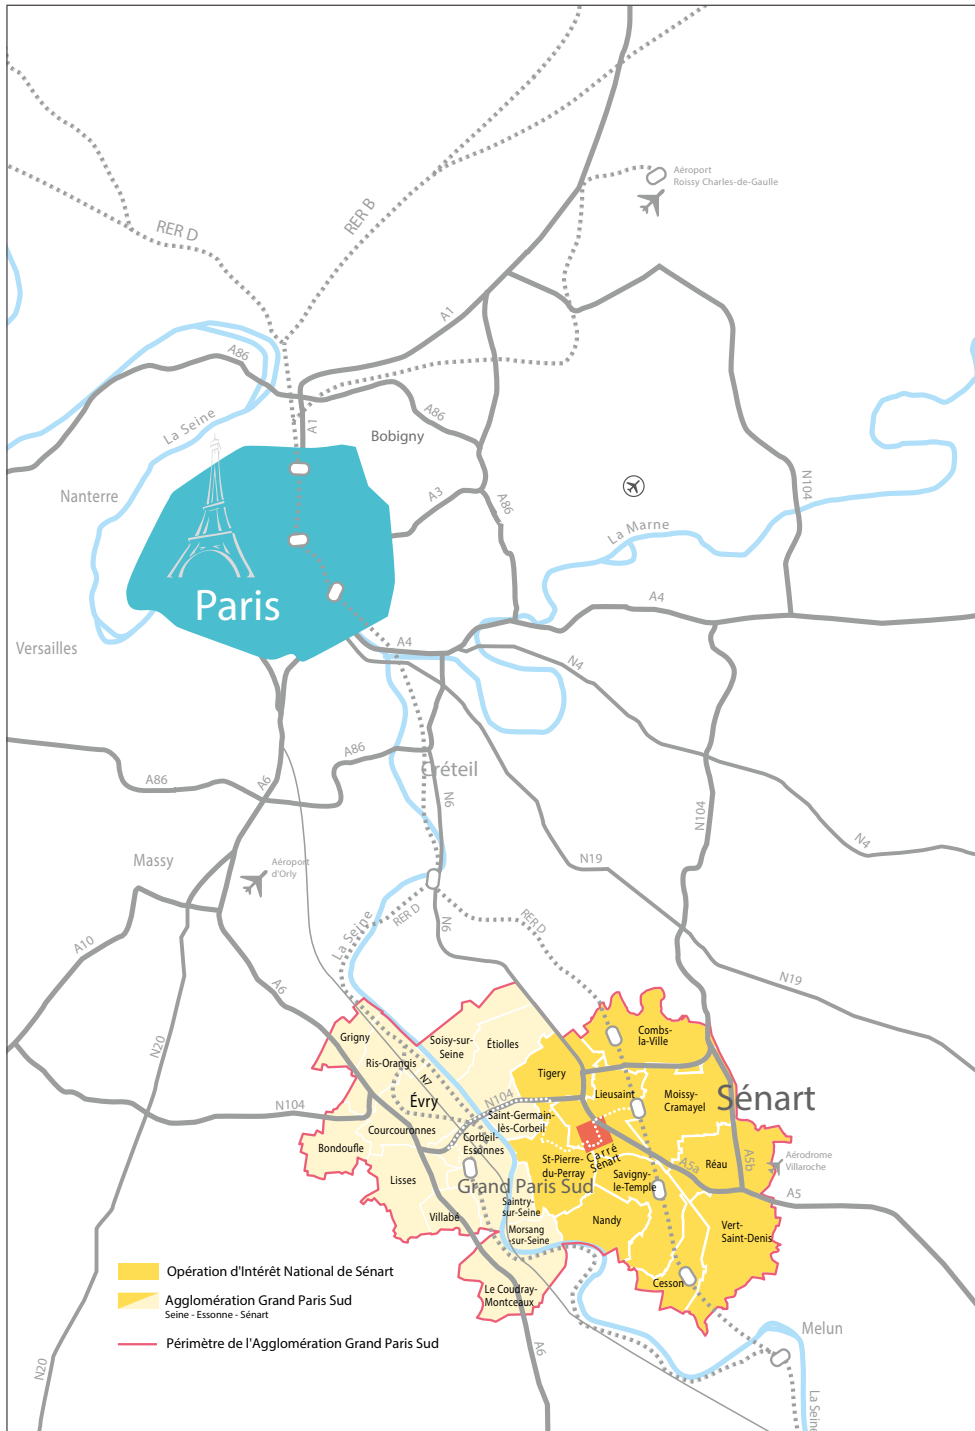 Aéroport
Roissy Charles-de-Gaulle
RER D
RER B
A1
A86
La Seine
A1
A86
Bobigny
Nanterre
A3
A86
N104
La Marne
Paris
A4
A4
Versailles
N4
A86
A86
A6
Créteil
N6
N104
N4
Massy
Aéroport
d'Orly
N19
La Seine
RER D
N6
RER D
A10
A6
N19
N20
Grigny
Soisy-sur-
Seine
Étiolles
Combs-
la-Ville
Ris-Orangis
N7
Tigery
Lieusaint
Moissy-
Cramayel
Sénart
Évry
N104
N104
Saint-Germain-
lès-Corbeil
Courcouronnes
Corbeil-
Essonnes
Bondoufle
Carré
Sénart
St-Pierre-
du-Perray
A5a
Réau
A5b
Aérodrome
Villaroche
Lisses
Grand Paris Sud
Savigny-
le-Temple
A5
Saintry-
sur-Seine
Villabé
Morsang
-sur-Seine
Nandy
Vert-
Saint-Denis
Cesson
Le Coudray-
Montceaux
Opération d'Intérêt National de Sénart
Agglomération Grand Paris Sud
Seine - Essonne - Sénart
Périmètre de l'Agglomération Grand Paris Sud
Melun
A6
N20
La Seine